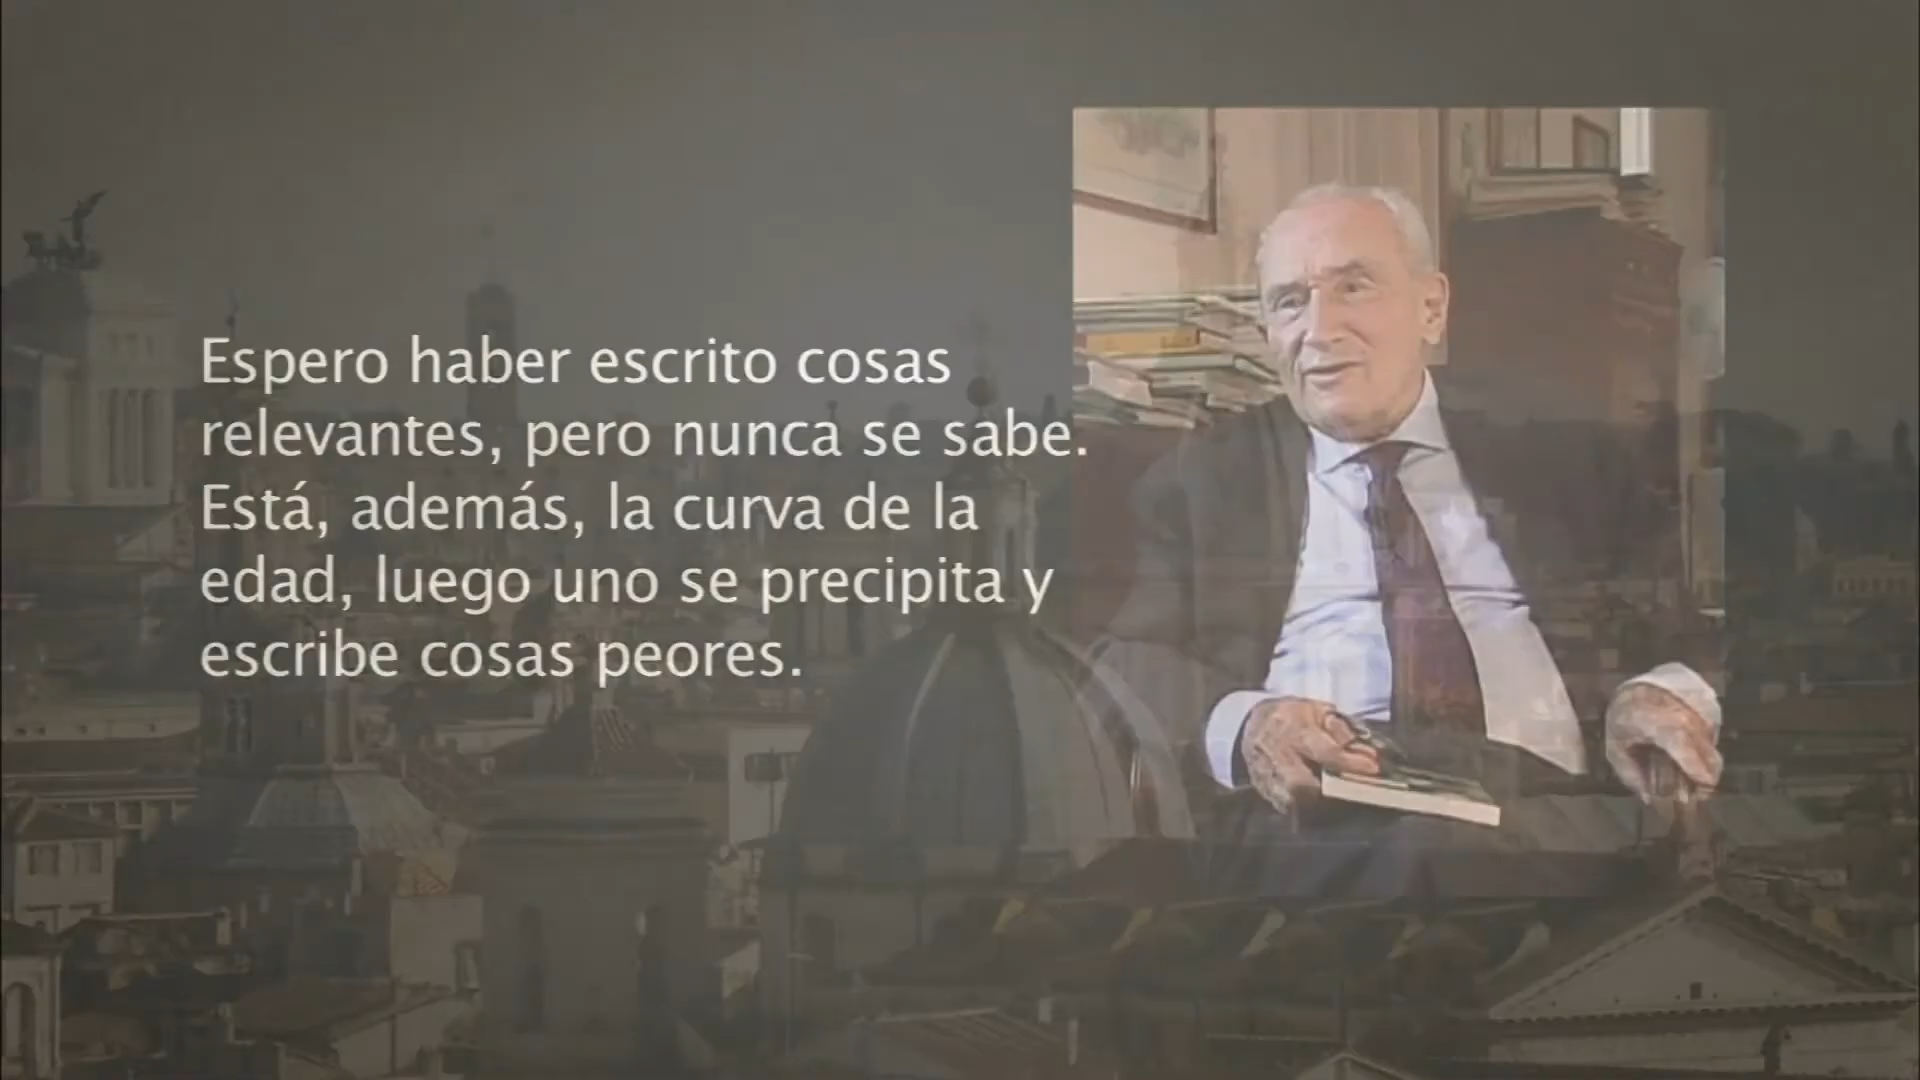 Espero haber escrito cosas
relevantes, pero nunca se sabe.
Está, además, la curva de la
edad, luego uno se precipita y
escribe cosas peores.